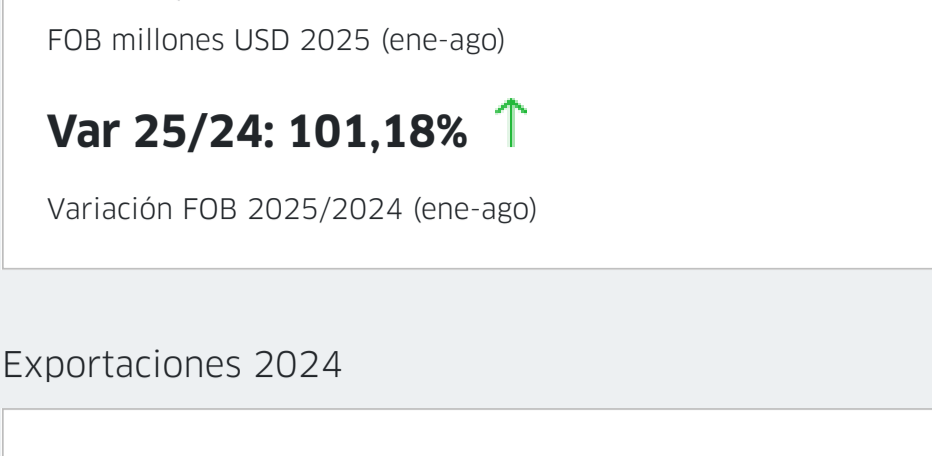 FOB millones USD 2025 (ene-ago)
Var 25/24: 101,18%
Variación FOB 2025/2024 (ene-ago)
Exportaciones 2024